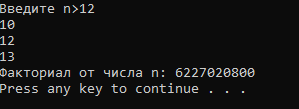 Введите n>12
10
12
13
Факториал от числа n: 6227020800
Press any key to continue . . .